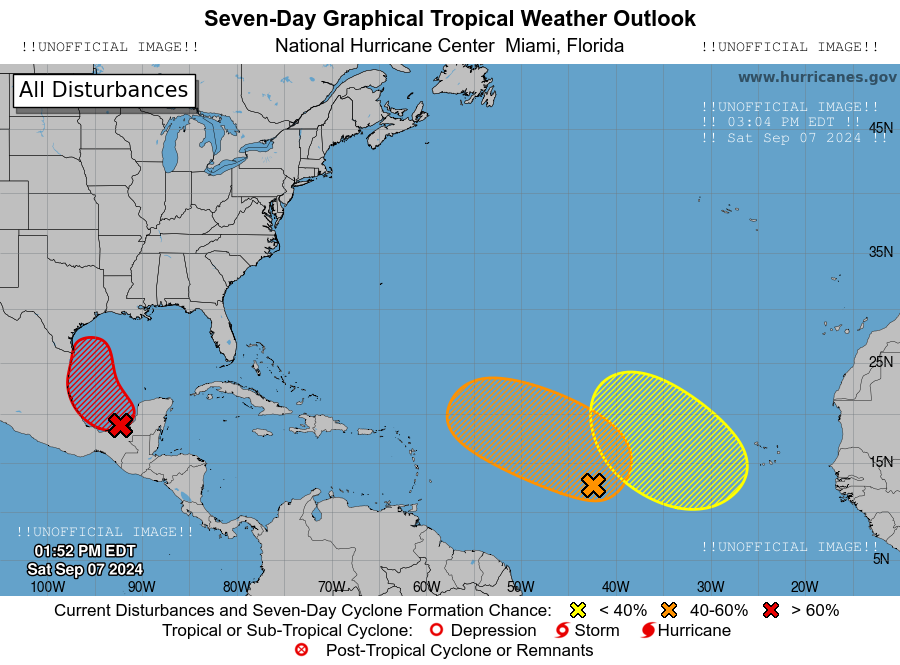 Seven-Day Graphical Tropical Weather Outlook
!!UNOFFICIAL IMAGE!! National Hurricane Center Miami, Florida !!UNOFFICIAL IMAGE!!
All Disturbances
www.hurricanes.gov
!!UNOFFICIAL IMAGE!!
!! 03:04 PM EDT !!
!! Sat Sep 07 2024 !!
45N
35N
25N
15N
!!UNOFFICIAL IMAGE!!
01:52 PM EDT
Sat Sep 07 2024
!!UNOFFICIAL IMAGE!!
5N
100W 90W 80W 70W 60W 50W 40W 30W 20W
Current Disturbances and Seven-Day Cyclone Formation Chance: < 40% 40-60% > 60%
Tropical or Sub-Tropical Cyclone: Depression Storm Hurricane
Post-Tropical Cyclone or Remnants